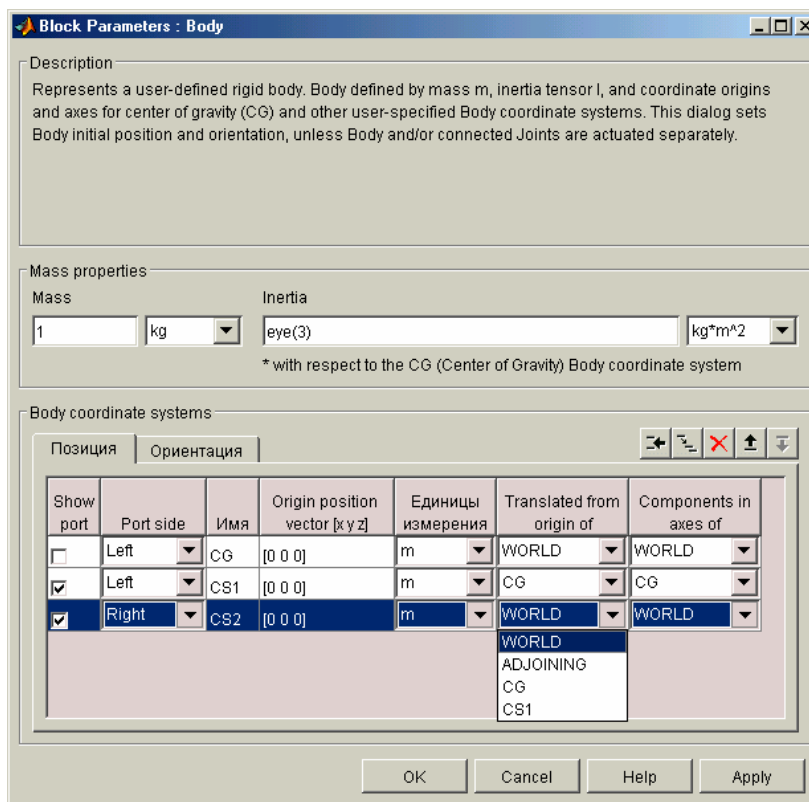 Block Parameters : Body
Description
Represents a user-defined rigid body. Body defined by mass m, inertia tensor I, and coordinate origins
and axes for center of gravity (CG) and other user-specified Body coordinate systems. This dialog sets
Body initial position and orientation, unless Body and/or connected Joints are actuated separately.
Mass properties
Mass Inertia
1 kg eye(3) kg*m^2
* with respect to the CG (Center of Gravity) Body coordinate system
Body coordinate systems
Позиция Ориентация
Show Origin position Единицы Translated from Components in
port Port side Имя vector [x y z] измерения origin of axes of
Left CG [0 0 0] m WORLD WORLD
Left CS1 [0 0 0] m CG CG
Right CS2 [0 0 0] m WORLD WORLD
WORLD
ADJOINING
CG
CS1
OK Cancel Help Apply